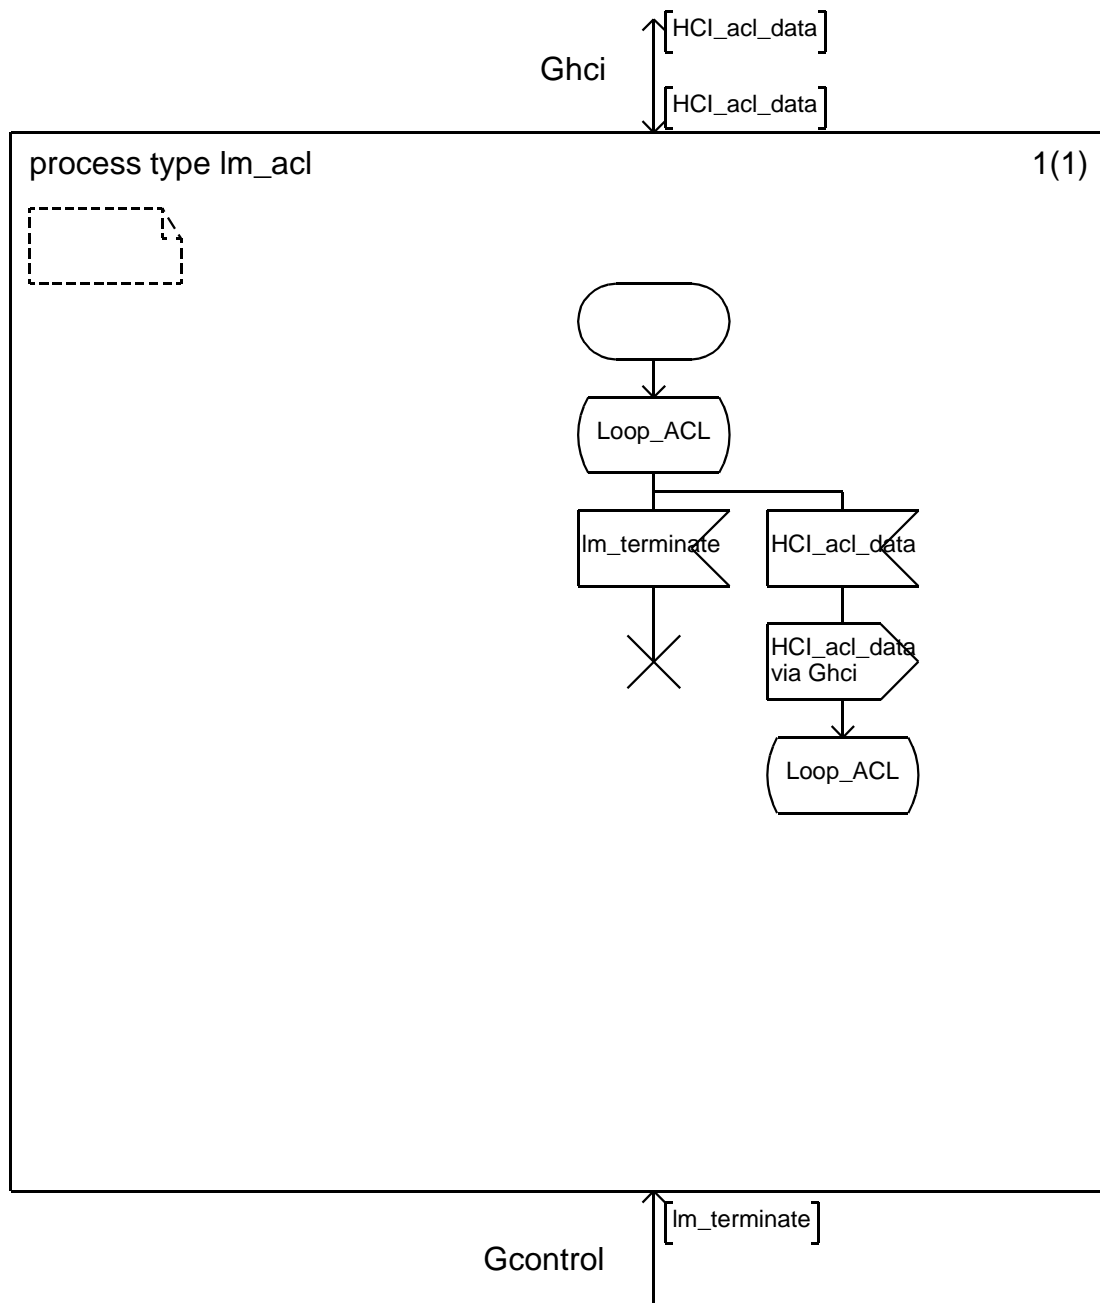 [HCI_acl_data]
Ghci
[HCI_acl_data]
process type lm_acl
1(1)
Loop_ACL
lm_terminate
HCI_acl_data
HCI_acl_data
via Ghci
Loop_ACL
[lm_terminate]
Gcontrol